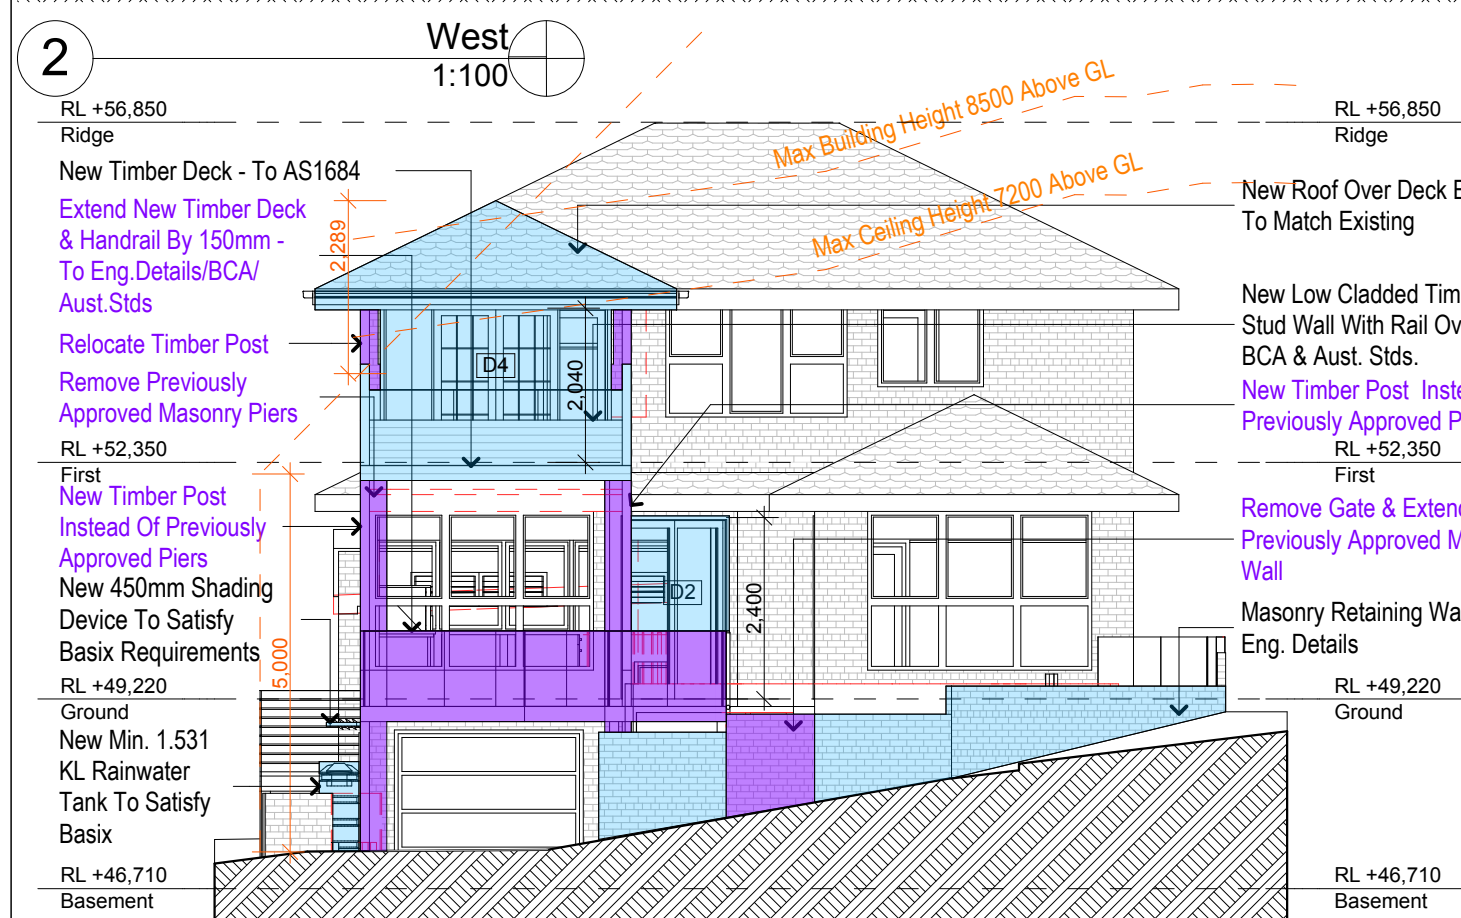 2
West
1:100
RL +56,850
Ridge
New Timber Deck - To AS1684
Extend New Timber Deck
& Handrail By 150mm -
To Eng.Details/BCA/
Aust.Stds
Relocate Timber Post
Remove Previously
Approved Masonry Piers
RL +52,350
First
New Timber Post
Instead Of Previously
Approved Piers
New 450mm Shading
Device To Satisfy
Basix Requirements
RL +49,220
Ground
New Min. 1.531
KL Rainwater
Tank To Satisfy
Basix
RL +46,710
Basement
Max Building Height 8500 Above GL
Max Ceiling Height 7200 Above GL
2,289
D4
2,040
D2
2,400
5,000
RL +56,850
Ridge
New Roof Over Deck
To Match Existing
New Low Cladded
Stud Wall With Rail
BCA & Aust. Stds.
New Timber Post
Previously Approved
RL +52,350
First
Remove Gate &
Previously Approved
Wall
Masonry Retaining
Eng. Details
RL +49,220
Ground
RL +46,710
Basement